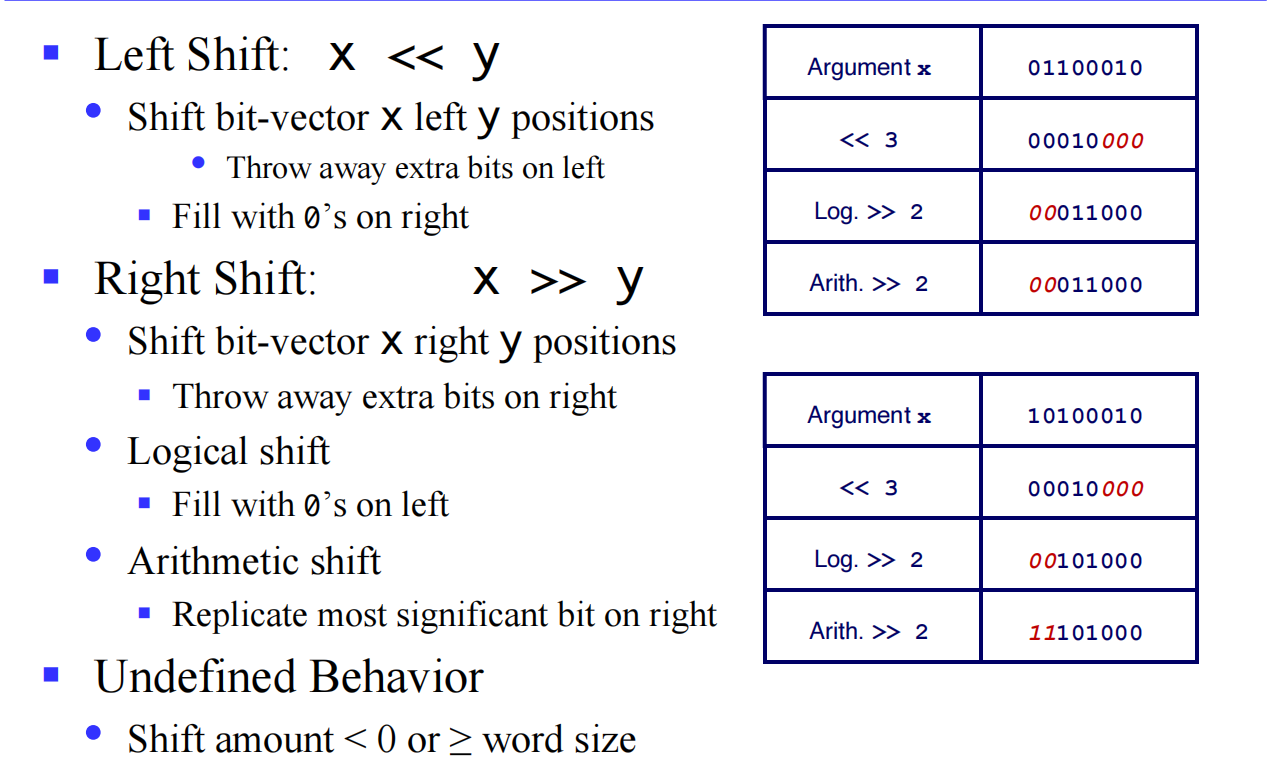 Left Shift: x << y
Shift bit-vector x left y positions
Throw away extra bits on left
Fill with 0's on right
Right Shift: x >> y
Shift bit-vector x right y positions
Throw away extra bits on right
Logical shift
Fill with 0's on left
Arithmetic shift
Replicate most significant bit on right
Undefined Behavior
Shift amount < 0 or ≥ word size
Argument x 01100010
<< 3 00010000
Log. >> 2 00011000
Arith. >> 2 00011000
Argument x 10100010
<< 3 00010000
Log. >> 2 00101000
Arith. >> 2 11101000